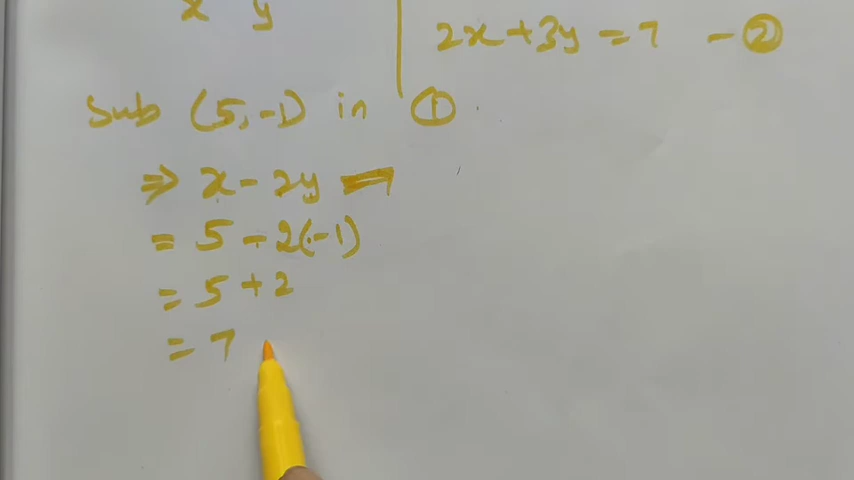 x y
2x+3y = 7 - ②
Sub (5,-1) in ①
⇒ x - 2y
= 5 - 2(-1)
= 5 + 2
= 7